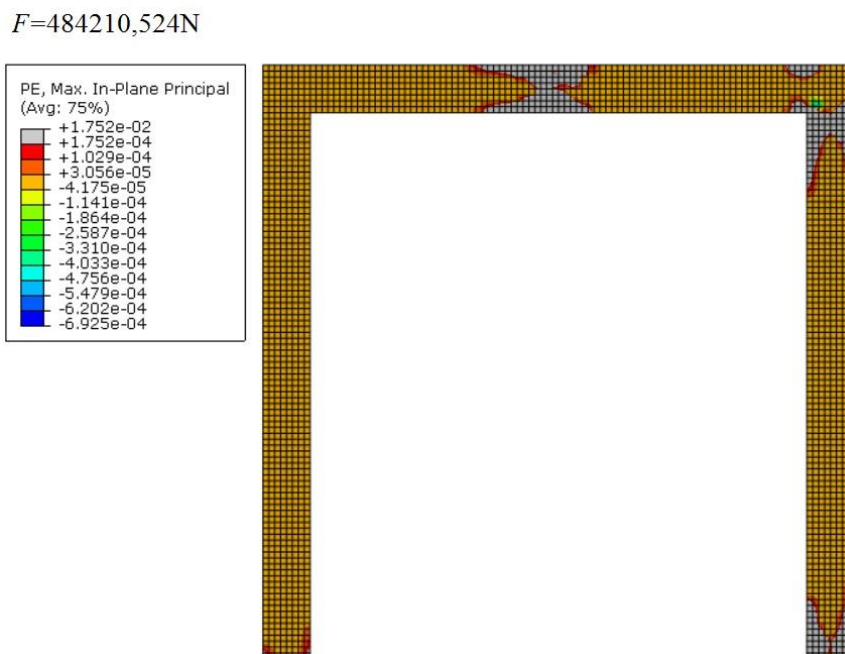 F=484210,524N
PE, Max. In-Plane Principal
(Avg: 75%)
+1.752e-02
+1.752e-04
+1.029e-04
+3.056e-05
-4.175e-05
-1.141e-04
-1.864e-04
-2.587e-04
-3.310e-04
-4.033e-04
-4.756e-04
-5.479e-04
-6.202e-04
-6.925e-04